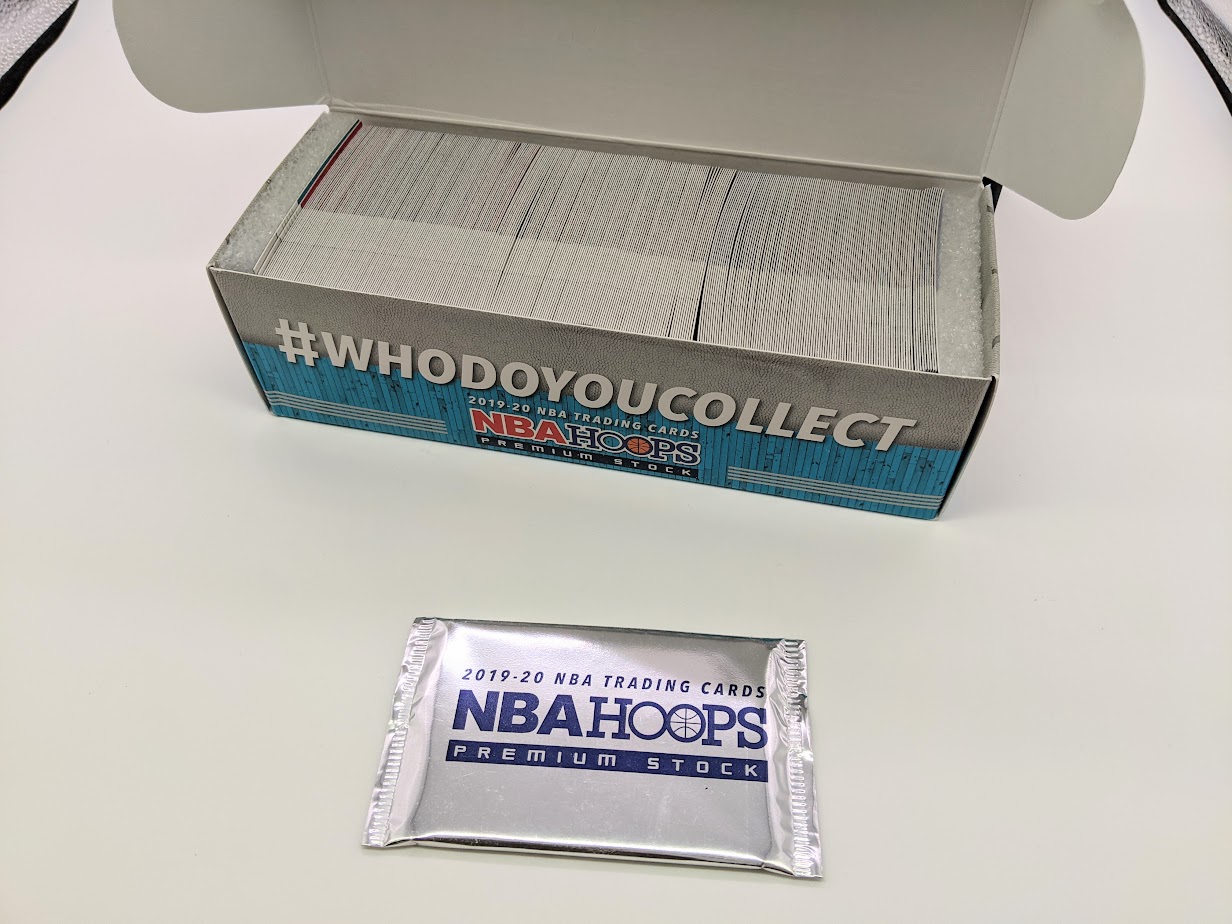 #WHODOYOUCOLLECT
2019-20 NBA TRADING CARDS
NBA HOOPS
PREMIUM STOCK
2019-20 NBA TRADING CARDS
NBA HOOPS
PREMIUM STOCK